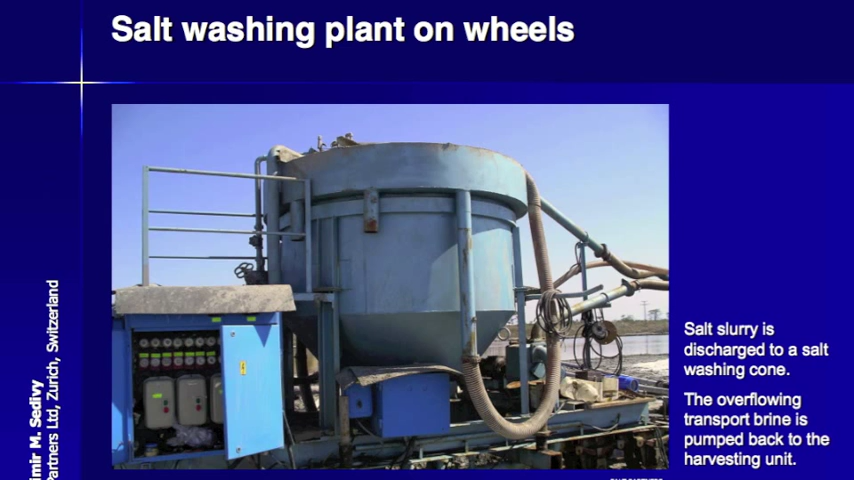 Salt washing plant on wheels
Salt slurry is
discharged to a salt
washing cone.
The overflowing
transport brine is
pumped back to the
harvesting unit.
imir M. Sedivy
Partners Ltd, Zurich, Switzerland